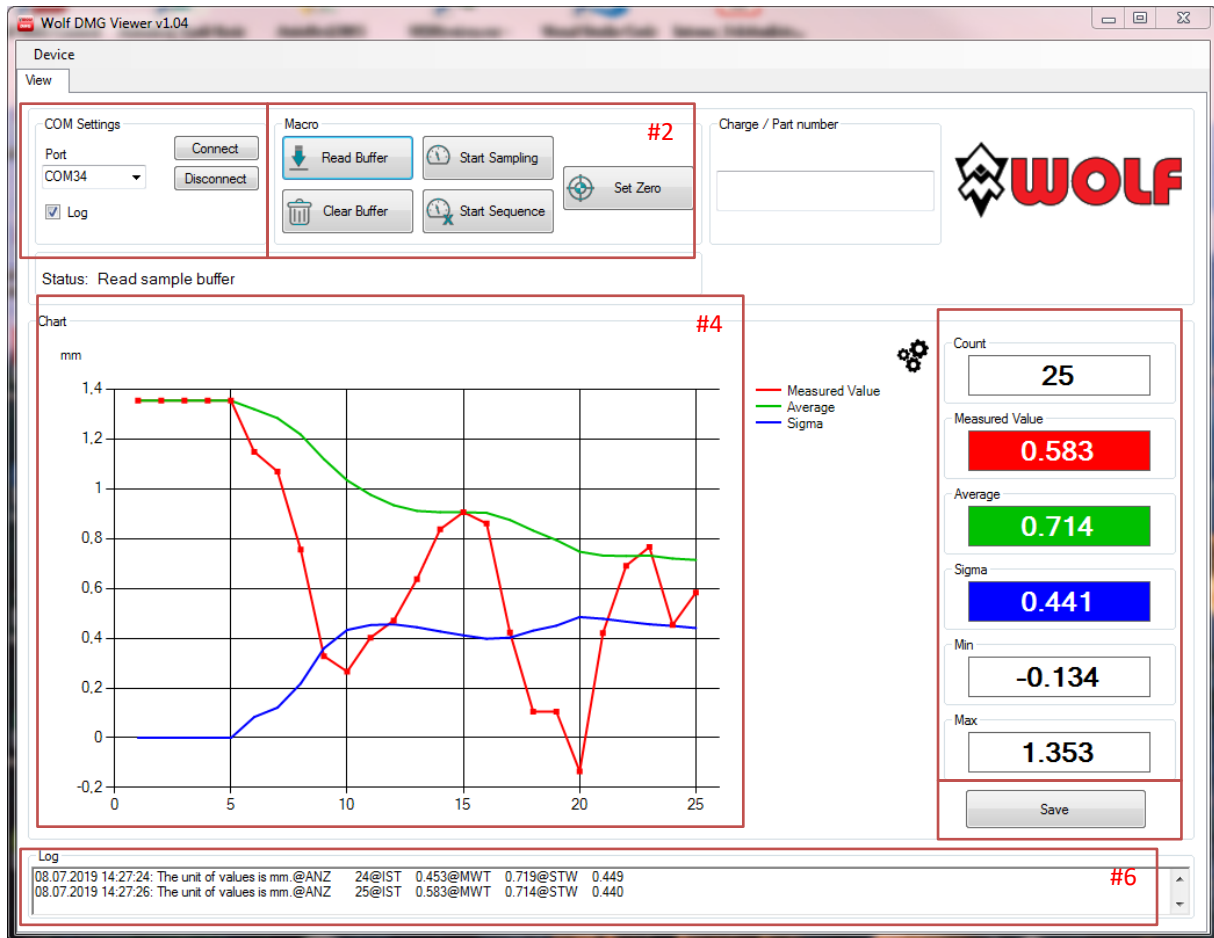 Wolf DMG Viewer v1.04
Device
View
COM Settings
Port
COM34
Connect
Disconnect
Log
Macro
#2
Read Buffer
Start Sampling
Set Zero
Clear Buffer
Start Sequence
Charge / Part number
WOLF
Status: Read sample buffer
Chart
#4
mm
1,4
1,2
1
0,8
0,6
0,4
0,2
0
-0,2
0 5 10 15 20 25
Measured Value
Average
Sigma
Count
25
Measured Value
0.583
Average
0.714
Sigma
0.441
Min
-0.134
Max
1.353
Save
Log
#6
08.07.2019 14:27:24: The unit of values is mm.@ANZ 24@IST 0.453@MWT 0.719@STW 0.449
08.07.2019 14:27:26: The unit of values is mm.@ANZ 25@IST 0.583@MWT 0.714@STW 0.440